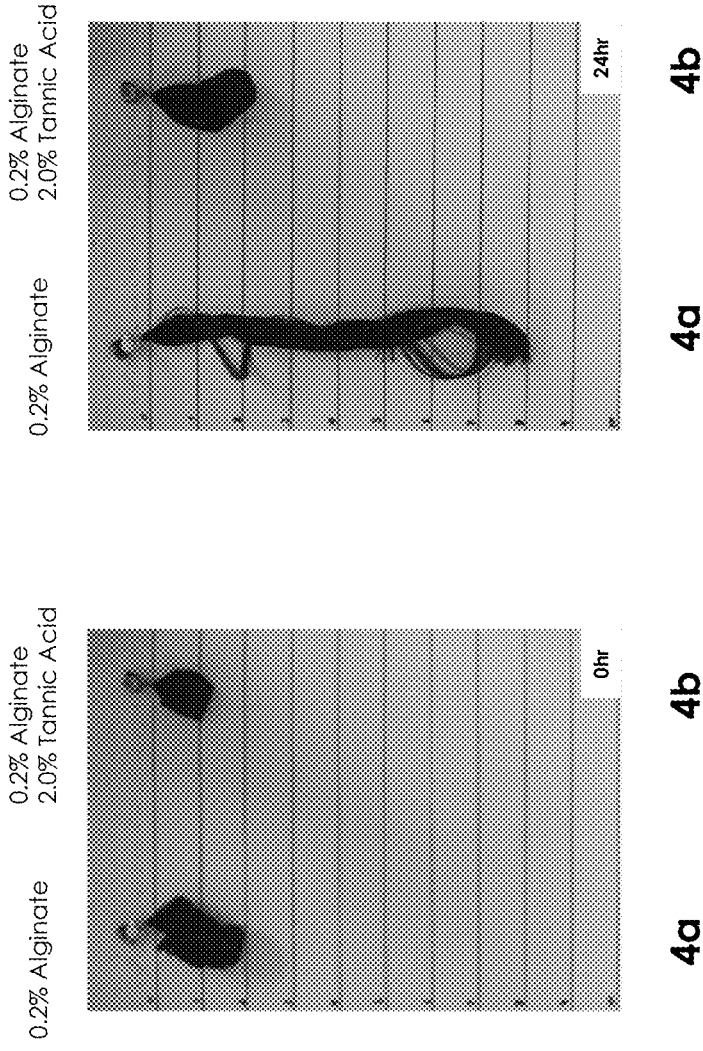 0.2% Alginate
0.2% Alginate
2.0% Tannic Acid
0hr
4a
4b
0.2% Alginate
0.2% Alginate
2.0% Tannic Acid
24hr
4a
4b